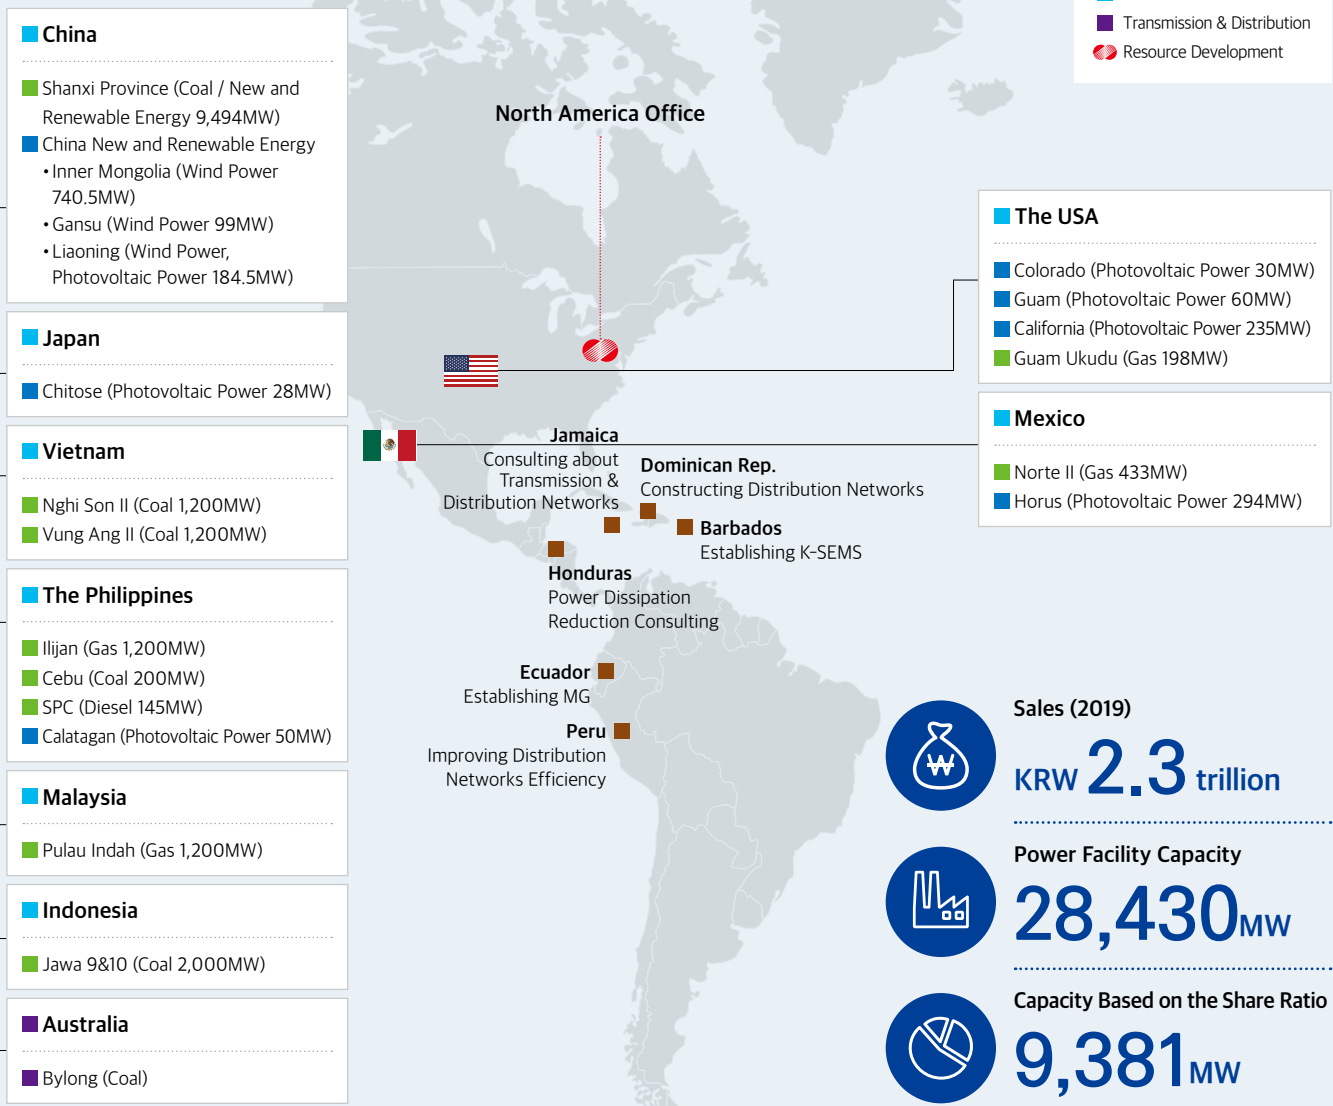 China
Shanxi Province (Coal / New and
Renewable Energy 9,494MW)
China New and Renewable Energy
• Inner Mongolia (Wind Power
740.5MW)
• Gansu (Wind Power 99MW)
• Liaoning (Wind Power,
Photovoltaic Power 184.5MW)
Japan
Chitose (Photovoltaic Power 28MW)
Vietnam
Nghi Son II (Coal 1,200MW)
Vung Ang II (Coal 1,200MW)
The Philippines
Ilijan (Gas 1,200MW)
Cebu (Coal 200MW)
SPC (Diesel 145MW)
Calatagan (Photovoltaic Power 50MW)
Malaysia
Pulau Indah (Gas 1,200MW)
Indonesia
Jawa 9&10 (Coal 2,000MW)
Australia
Bylong (Coal)
North America Office
Jamaica
Consulting about
Transmission &
Distribution Networks
Dominican Rep.
Constructing Distribution Networks
Barbados
Establishing K-SEMS
Honduras
Power Dissipation
Reduction Consulting
Ecuador
Establishing MG
Peru
Improving Distribution
Networks Efficiency
Transmission & Distribution
Resource Development
The USA
Colorado (Photovoltaic Power 30MW)
Guam (Photovoltaic Power 60MW)
California (Photovoltaic Power 235MW)
Guam Ukudu (Gas 198MW)
Mexico
Norte II (Gas 433MW)
Horus (Photovoltaic Power 294MW)
Sales (2019)
KRW 2.3 trillion
Power Facility Capacity
28,430MW
Capacity Based on the Share Ratio
9,381MW